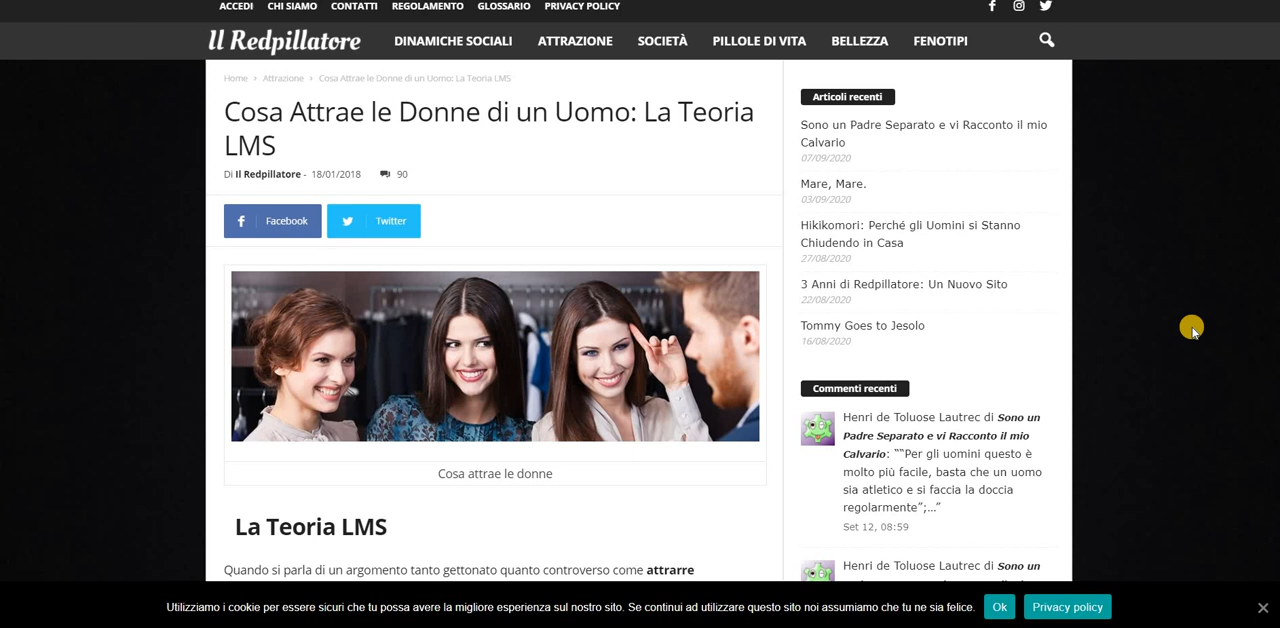 ACCEDI CHI SIAMO CONTATTI REGOLAMENTO GLOSSARIO PRIVACY POLICY
Il Redpillatore
DINAMICHE SOCIALI ATTRAZIONE SOCIETÀ PILLOLE DI VITA BELLEZZA FENOTIPI
Home › Attrazione › Cosa Attrae le Donne di un Uomo: La Teoria LMS
Cosa Attrae le Donne di un Uomo: La Teoria
LMS
Di Il Redpillatore - 18/01/2018 90
Facebook
Twitter
Cosa attrae le donne
La Teoria LMS
Quando si parla di un argomento tanto gettonato quanto controverso come attrarre
Articoli recenti
Sono un Padre Separato e vi Racconto il mio
Calvario
07/09/2020
Mare, Mare.
03/09/2020
Hikikomori: Perché gli Uomini si Stanno
Chiudendo in Casa
27/08/2020
3 Anni di Redpillatore: Un Nuovo Sito
22/08/2020
Tommy Goes to Jesolo
16/08/2020
Commenti recenti
Henri de Toluose Lautrec di Sono un
Padre Separato e vi Racconto il mio
Calvario: ““Per gli uomini questo è
molto più facile, basta che un uomo
sia atletico e si faccia la doccia
regolarmente”;…”
Set 12, 08:59
Henri de Toluose Lautrec di Sono un
Utilizziamo i cookie per essere sicuri che tu possa avere la migliore esperienza sul nostro sito. Se continui ad utilizzare questo sito noi assumiamo che tu ne sia felice. Ok Privacy policy